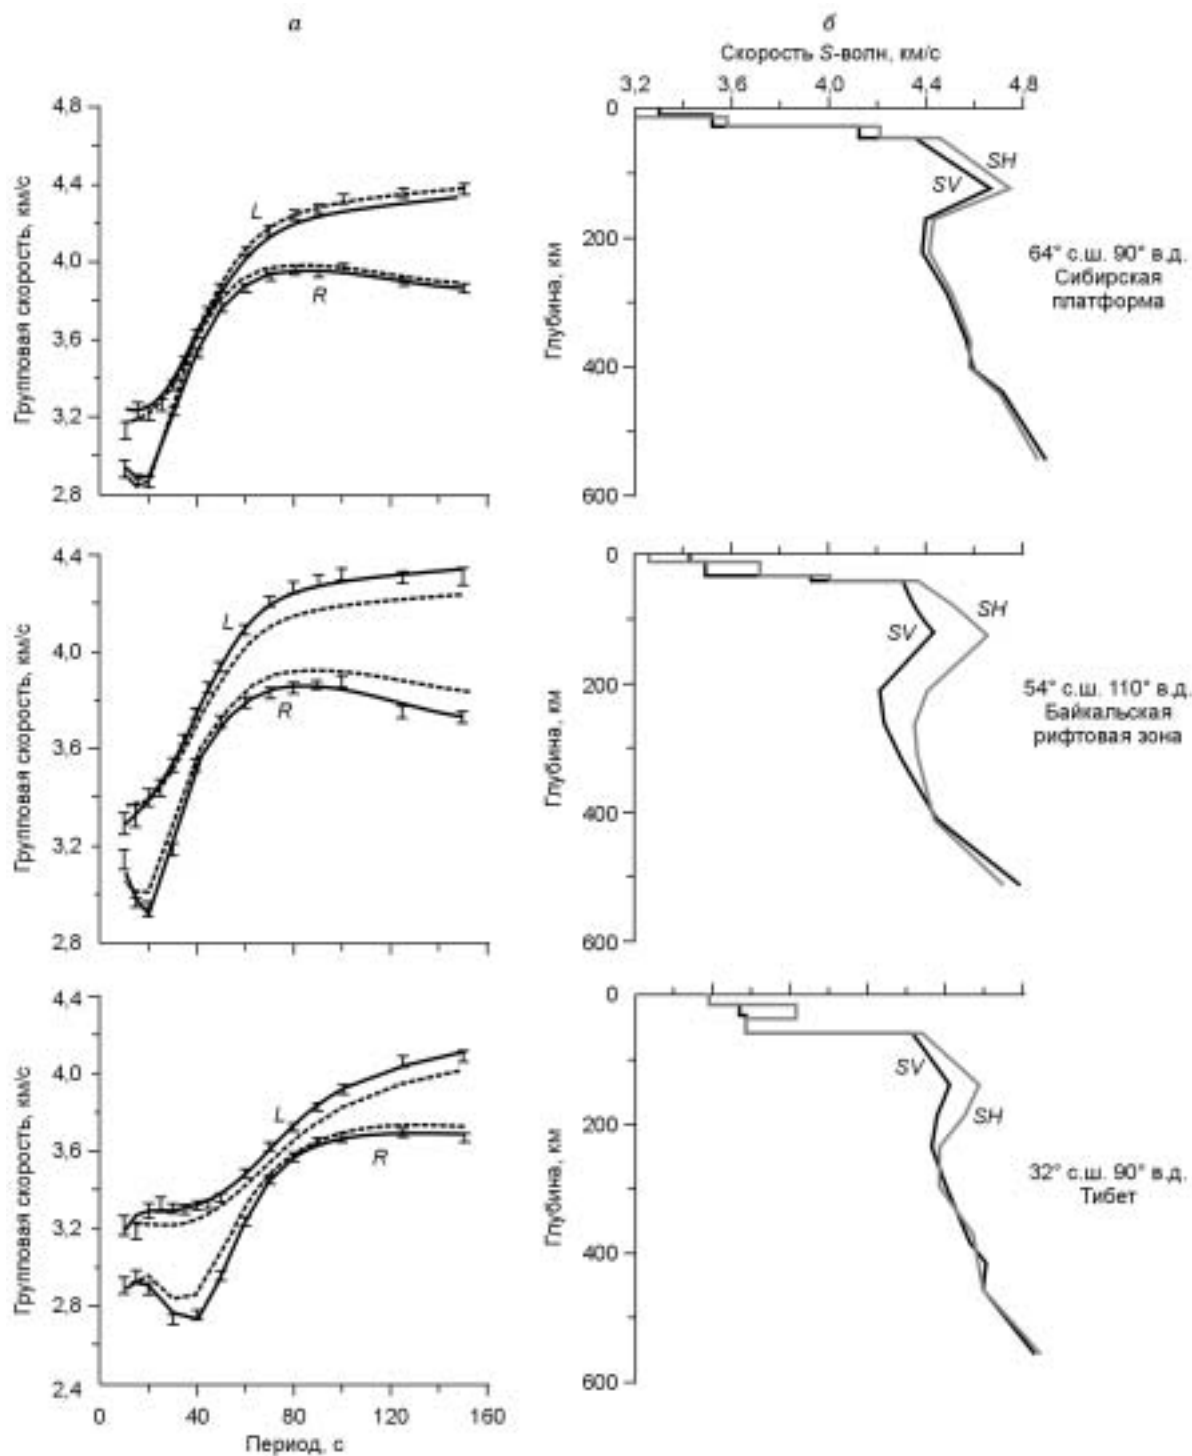 а
б
Скорость S-волн, км/с
3,2 3,6 4,0 4,4 4,8
Групповая скорость, км/с
4,8
4,4
4,0
3,6
3,2
2,8
L
R
Глубина, км
0
200
400
600
SH
SV
64° с.ш. 90° в.д.
Сибирская
платформа
Групповая скорость, км/с
4,4
4,0
3,6
3,2
2,8
L
R
Глубина, км
0
200
400
600
SH
SV
54° с.ш. 110° в.д.
Байкальская
рифтовая зона
Групповая скорость, км/с
4,4
4,0
3,6
3,2
2,8
2,4
L
R
0 40 80 120 160
Период, с
Глубина, км
0
200
400
600
SV
SH
32° с.ш. 90° в.д.
Тибет